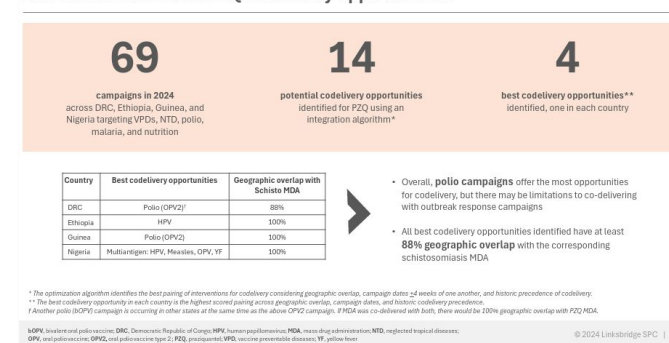 69
campaigns in 2024
across DRC, Ethiopia, Guinea, and
Nigeria targeting VPDs, NTD, polio,
malaria, and nutrition
14
potential codelivery opportunities
identified for PZQ using an
integration algorithm*
4
best codelivery opportunities**
identified, one in each country
Country Best codelivery opportunities Geographic overlap with Schisto MDA
DRC Polio (OPV2)† 88%
Ethiopia HPV 100%
Guinea Polio (OPV2) 100%
Nigeria Multiantigen: HPV, Measles, OPV, YF 100%
• Overall, polio campaigns offer the most opportunities
for codelivery, but there may be limitations to co-delivering
with outbreak response campaigns
• All best codelivery opportunities identified have at least
88% geographic overlap with the corresponding
schistosomiasis MDA
* The optimization algorithm identifies the best pairing of interventions for codelivery considering geographic overlap, campaign dates ±4 weeks of one another, and historic precedence of codelivery.
** The best codelivery opportunity in each country is the highest scored pairing across geographic overlap, campaign dates, and historic codelivery precedence.
† Another polio (bOPV) campaign is occurring in other states at the same time as the above OPV2 campaign. If MDA was co-delivered with both, there would be 100% geographic overlap with PZQ MDA.
bOPV, bivalent oral polio vaccine; DRC, Democratic Republic of Congo; HPV, human papillomavirus; MDA, mass drug administration; NTD, neglected tropical diseases;
OPV, oral polio vaccine; OPV2, oral polio vaccine type 2; PZQ, praziquantel; VPD, vaccine preventable diseases; YF, yellow fever
© 2024 Linksbridge SPC |